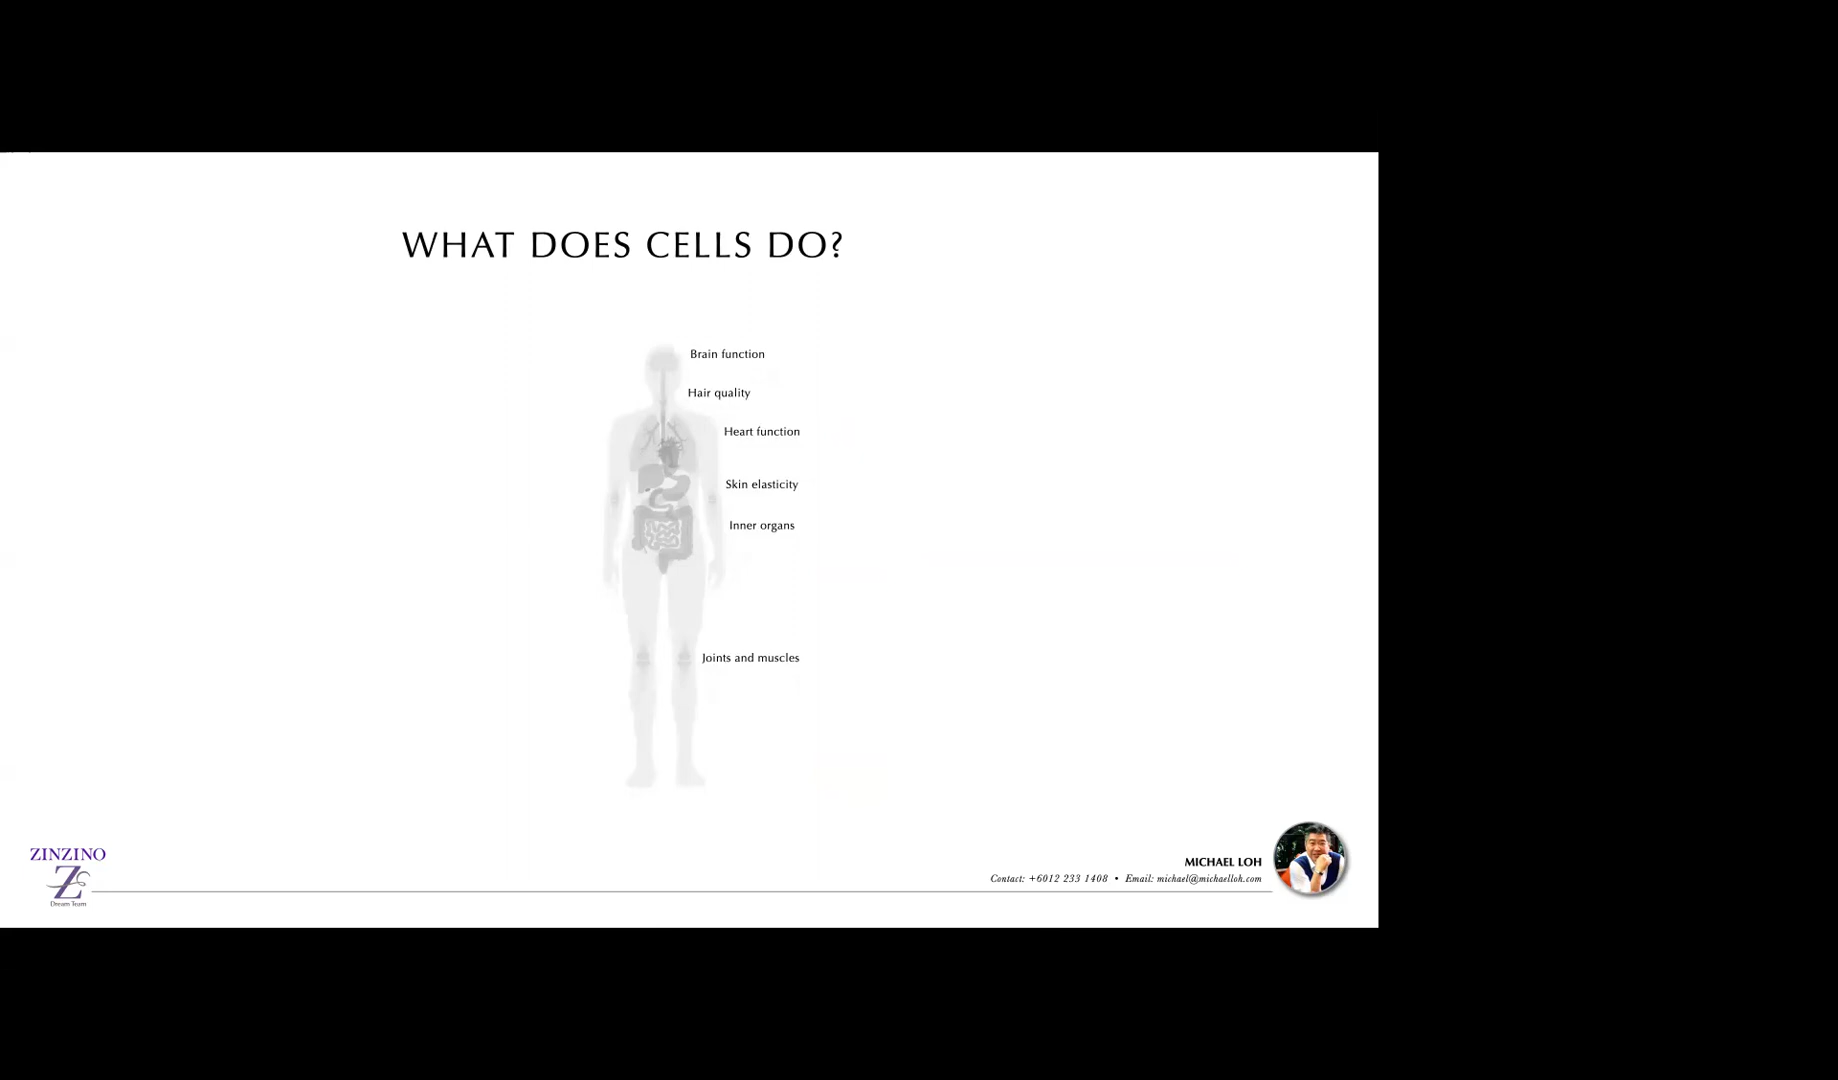 WHAT DOES CELLS DO?
Brain function
Hair quality
Heart function
Skin elasticity
Inner organs
Joints and muscles
ZINZINO
Dream Team
MICHAEL LOH
Contact: +6012 233 1408 • Email: michael@michaelloh.com